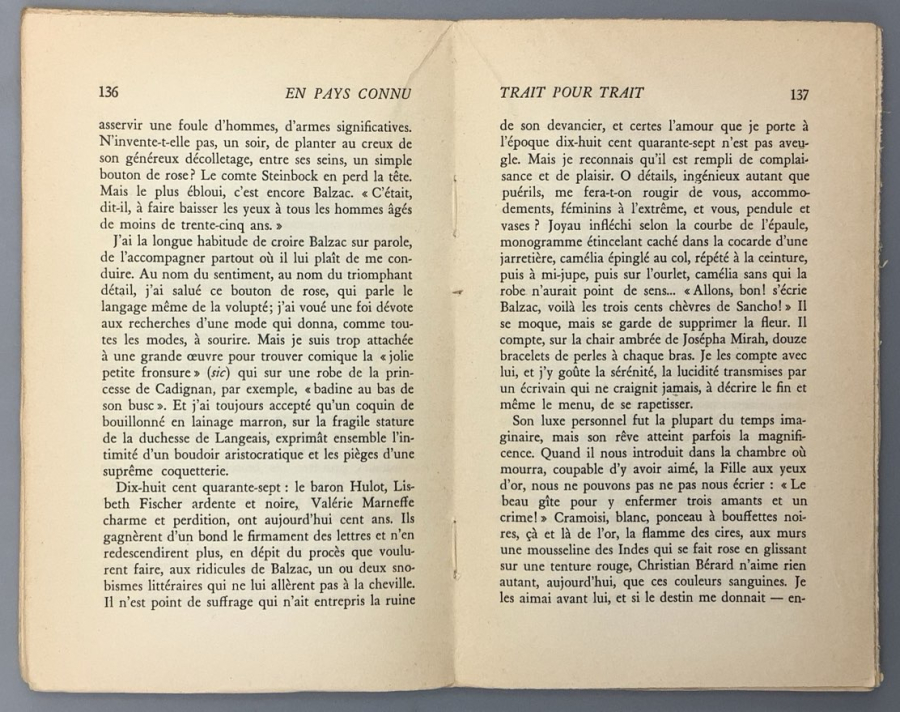 136 EN PAYS CONNU
asservir une foule d'hommes, d'armes significatives.
N'invente-t-elle pas, un soir, de planter au creux de
son généreux décolletage, entre ses seins, un simple
bouton de rose? Le comte Steinbock en perd la tête.
Mais le plus ébloui, c'est encore Balzac. « C'était,
dit-il, à faire baisser les yeux à tous les hommes âgés
de moins de trente-cinq ans. »
J'ai la longue habitude de croire Balzac sur parole,
de l'accompagner partout où il lui plaît de me con-
duire. Au nom du sentiment, au nom du triomphant
détail, j'ai salué ce bouton de rose, qui parle le
langage même de la volupté; j'ai voué une foi dévote
aux recherches d'une mode qui donna, comme tou-
tes les modes, à sourire. Mais je suis trop attachée
à une grande œuvre pour trouver comique la « jolie
petite fronsure » (sic) qui sur une robe de la prin-
cesse de Cadignan, par exemple, « badine au bas de
son busc ». Et j'ai toujours accepté qu'un coquin de
bouillonné en lainage marron, sur la fragile stature
de la duchesse de Langeais, exprimât ensemble l'in-
timité d'un boudoir aristocratique et les pièges d'une
suprême coquetterie.
Dix-huit cent quarante-sept : le baron Hulot, Lis-
beth Fischer ardente et noire, Valérie Marneffe
charme et perdition, ont aujourd'hui cent ans. Ils
gagnèrent d'un bond le firmament des lettres et n'en
redescendirent plus, en dépit du procès que voulu-
rent faire, aux ridicules de Balzac, un ou deux sno-
bismes littéraires qui ne lui allèrent pas à la cheville.
Il n'est point de suffrage qui n'ait entrepris la ruine
TRAIT POUR TRAIT 137
de son devancier, et certes l'amour que je porte à
l'époque dix-huit cent quarante-sept n'est pas aveu-
gle. Mais je reconnais qu'il est rempli de complai-
sance et de plaisir. O détails, ingénieux autant que
puérils, me fera-t-on rougir de vous, accommo-
dements, féminins à l'extrême, et vous, pendule et
vases ? Joyau infléchi selon la courbe de l'épaule,
monogramme étincelant caché dans la cocarde d'une
jarretière, camélia épinglé au col, répété à la ceinture,
puis à mi-jupe, puis sur l'ourlet, camélia sans qui la
robe n'aurait point de sens... « Allons, bon! s'écrie
Balzac, voilà les trois cents chèvres de Sancho! » Il
se moque, mais se garde de supprimer la fleur. Il
compte, sur la chair ambrée de Josépha Mirah, douze
bracelets de perles à chaque bras. Je les compte avec
lui, et j'y goûte la sérénité, la lucidité transmises par
un écrivain qui ne craignit jamais, à décrire le fin et
même le menu, de se rapetisser.
Son luxe personnel fut la plupart du temps ima-
ginaire, mais son rêve atteint parfois la magnifi-
cence. Quand il nous introduit dans la chambre où
mourra, coupable d'y avoir aimé, la Fille aux yeux
d'or, nous ne pouvons pas ne pas nous écrier : « Le
beau gîte pour y enfermer trois amants et un
crime! » Cramoisi, blanc, ponceau à bouffettes noi-
res, çà et là de l'or, la flamme des cires, aux murs
une mousseline des Indes qui se fait rose en glissant
sur une tenture rouge, Christian Bérard n'aime rien
autant, aujourd'hui, que ces couleurs sanguines. Je
les aimai avant lui, et si le destin me donnait — en-